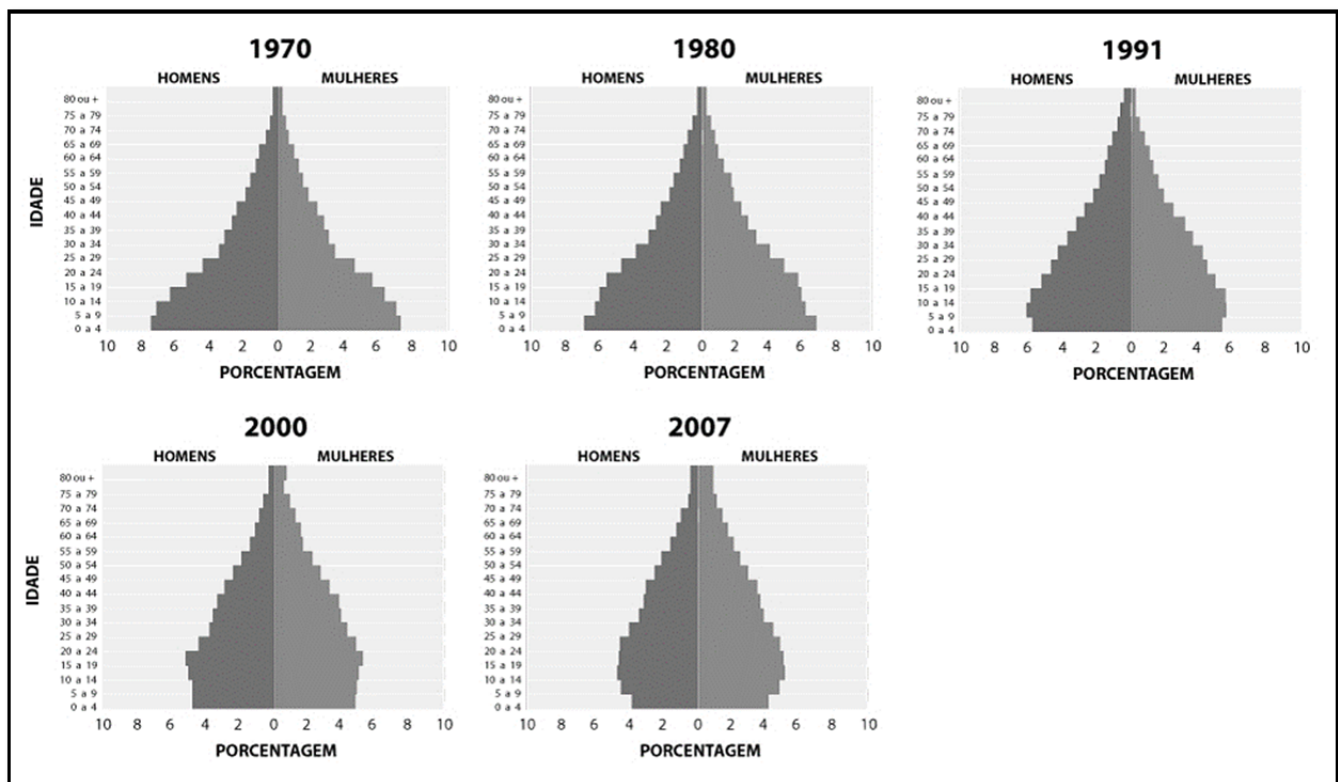 1970
HOMENS MULHERES
80 ou +
75 a 79
70 a 74
65 a 69
60 a 64
55 a 59
50 a 54
45 a 49
40 a 44
35 a 39
30 a 34
25 a 29
20 a 24
15 a 19
10 a 14
5 a 9
0 a 4
IDADE
10 8 6 4 2 0 2 4 6 8 10
PORCENTAGEM
1980
HOMENS MULHERES
80 ou +
75 a 79
70 a 74
65 a 69
60 a 64
55 a 59
50 a 54
45 a 49
40 a 44
35 a 39
30 a 34
25 a 29
20 a 24
15 a 19
10 a 14
5 a 9
0 a 4
10 8 6 4 2 0 2 4 6 8 10
PORCENTAGEM
1991
HOMENS MULHERES
80 ou +
75 a 79
70 a 74
65 a 69
60 a 64
55 a 59
50 a 54
45 a 49
40 a 44
35 a 39
30 a 34
25 a 29
20 a 24
15 a 19
10 a 14
5 a 9
0 a 4
10 8 6 4 2 0 2 4 6 8 10
PORCENTAGEM
2000
HOMENS MULHERES
80 ou +
75 a 79
70 a 74
65 a 69
60 a 64
55 a 59
50 a 54
45 a 49
40 a 44
35 a 39
30 a 34
25 a 29
20 a 24
15 a 19
10 a 14
5 a 9
0 a 4
IDADE
10 8 6 4 2 0 2 4 6 8 10
PORCENTAGEM
2007
HOMENS MULHERES
80 ou +
75 a 79
70 a 74
65 a 69
60 a 64
55 a 59
50 a 54
45 a 49
40 a 44
35 a 39
30 a 34
25 a 29
20 a 24
15 a 19
10 a 14
5 a 9
0 a 4
10 8 6 4 2 0 2 4 6 8 10
PORCENTAGEM